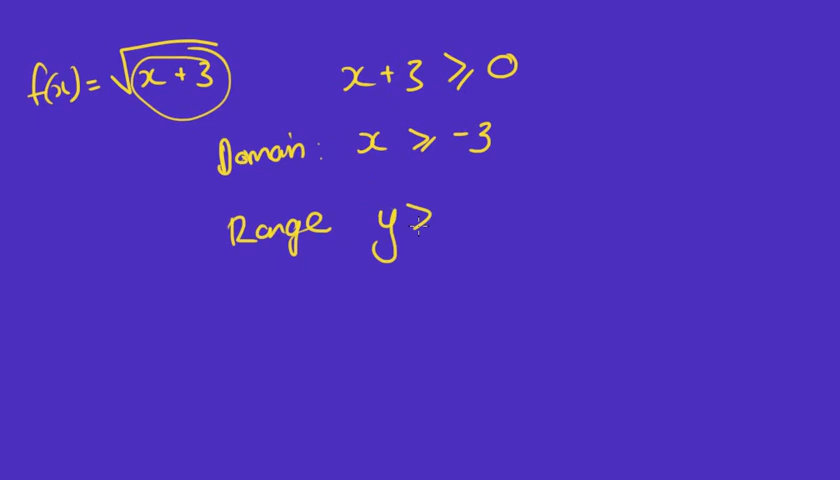 f(x) = √x + 3    x + 3 ⩾ 0
Domain: x ⩾ -3
Range y >